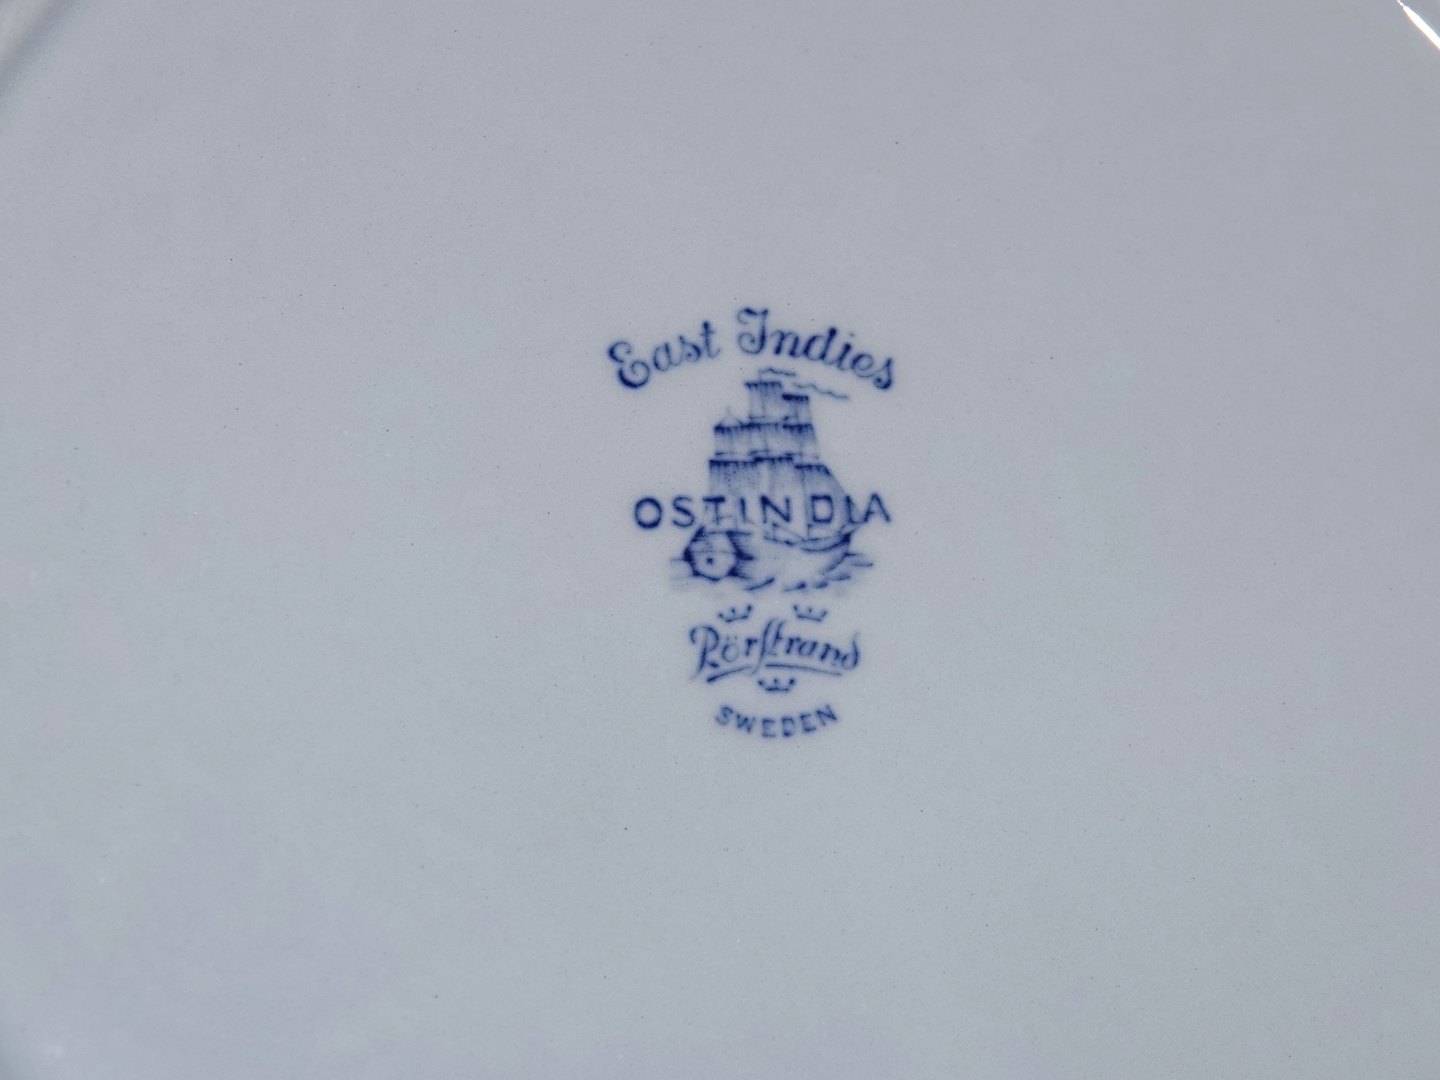 East Indies
OSTINDIA
Rörstrand
SWEDEN